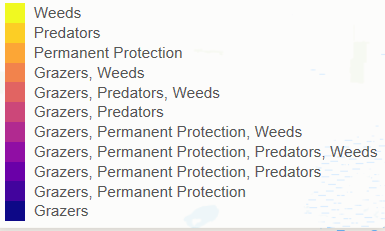 Weeds
Predators
Permanent Protection
Grazers, Weeds
Grazers, Predators, Weeds
Grazers, Predators
Grazers, Permanent Protection, Weeds
Grazers, Permanent Protection, Predators, Weeds
Grazers, Permanent Protection, Predators
Grazers, Permanent Protection
Grazers